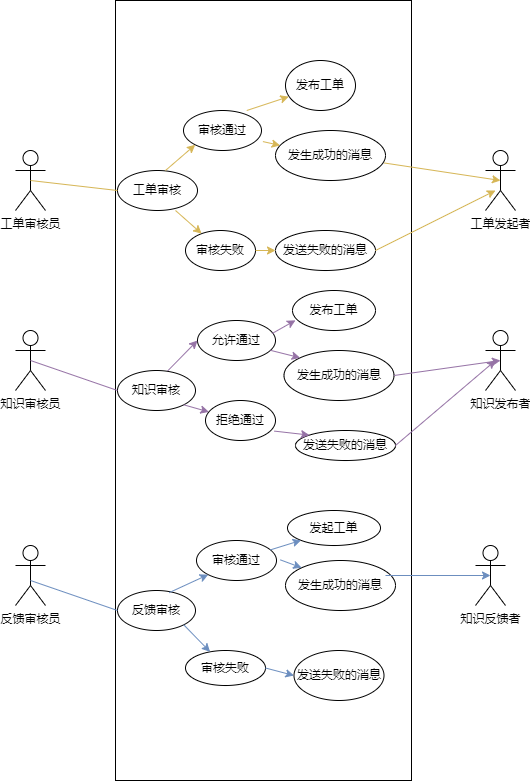 发布工单
审核通过
发生成功的消息
工单审核员
工单审核
工单发起者
审核失败
发送失败的消息
发布工单
允许通过
发生成功的消息
知识审核员
知识审核
知识发布者
拒绝通过
发送失败的消息
发起工单
审核通过
发生成功的消息
反馈审核员
反馈审核
知识反馈者
审核失败
发送失败的消息